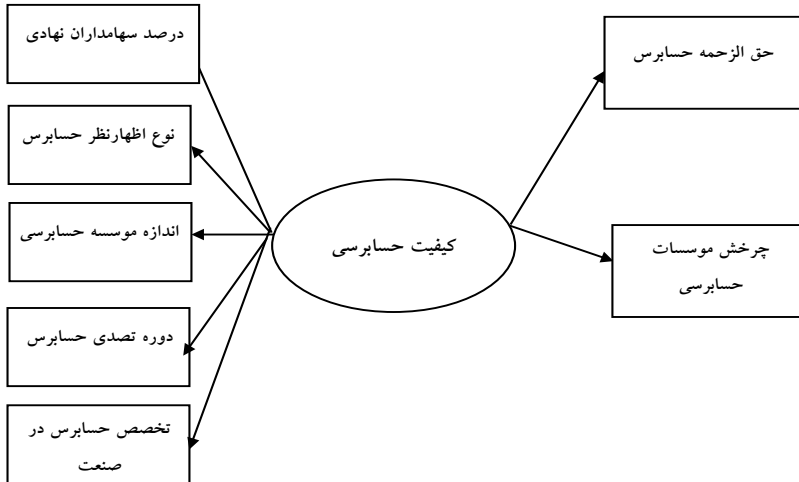 درصد سهامداران نهادی
حق الزحمه حسابرس
نوع اظهارنظر حسابرس
اندازه موسسه حسابرسی
کیفیت حسابرسی
چرخش موسسات
حسابرسی
دوره تصدی حسابرس
تخصص حسابرس در
صنعت